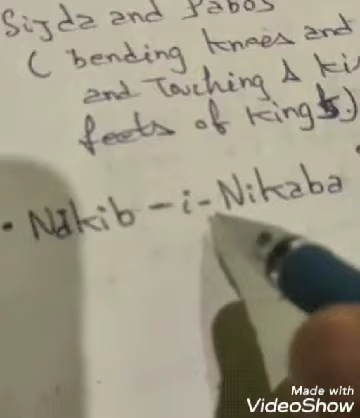 Sijda and Pabos
( bending knees and
and Touching & ki
feets of kings)
• Nakib-i-Nikaba
Made with
VideoShow